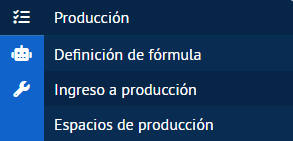 Producción
Definición de fórmula
Ingreso a producción
Espacios de producción